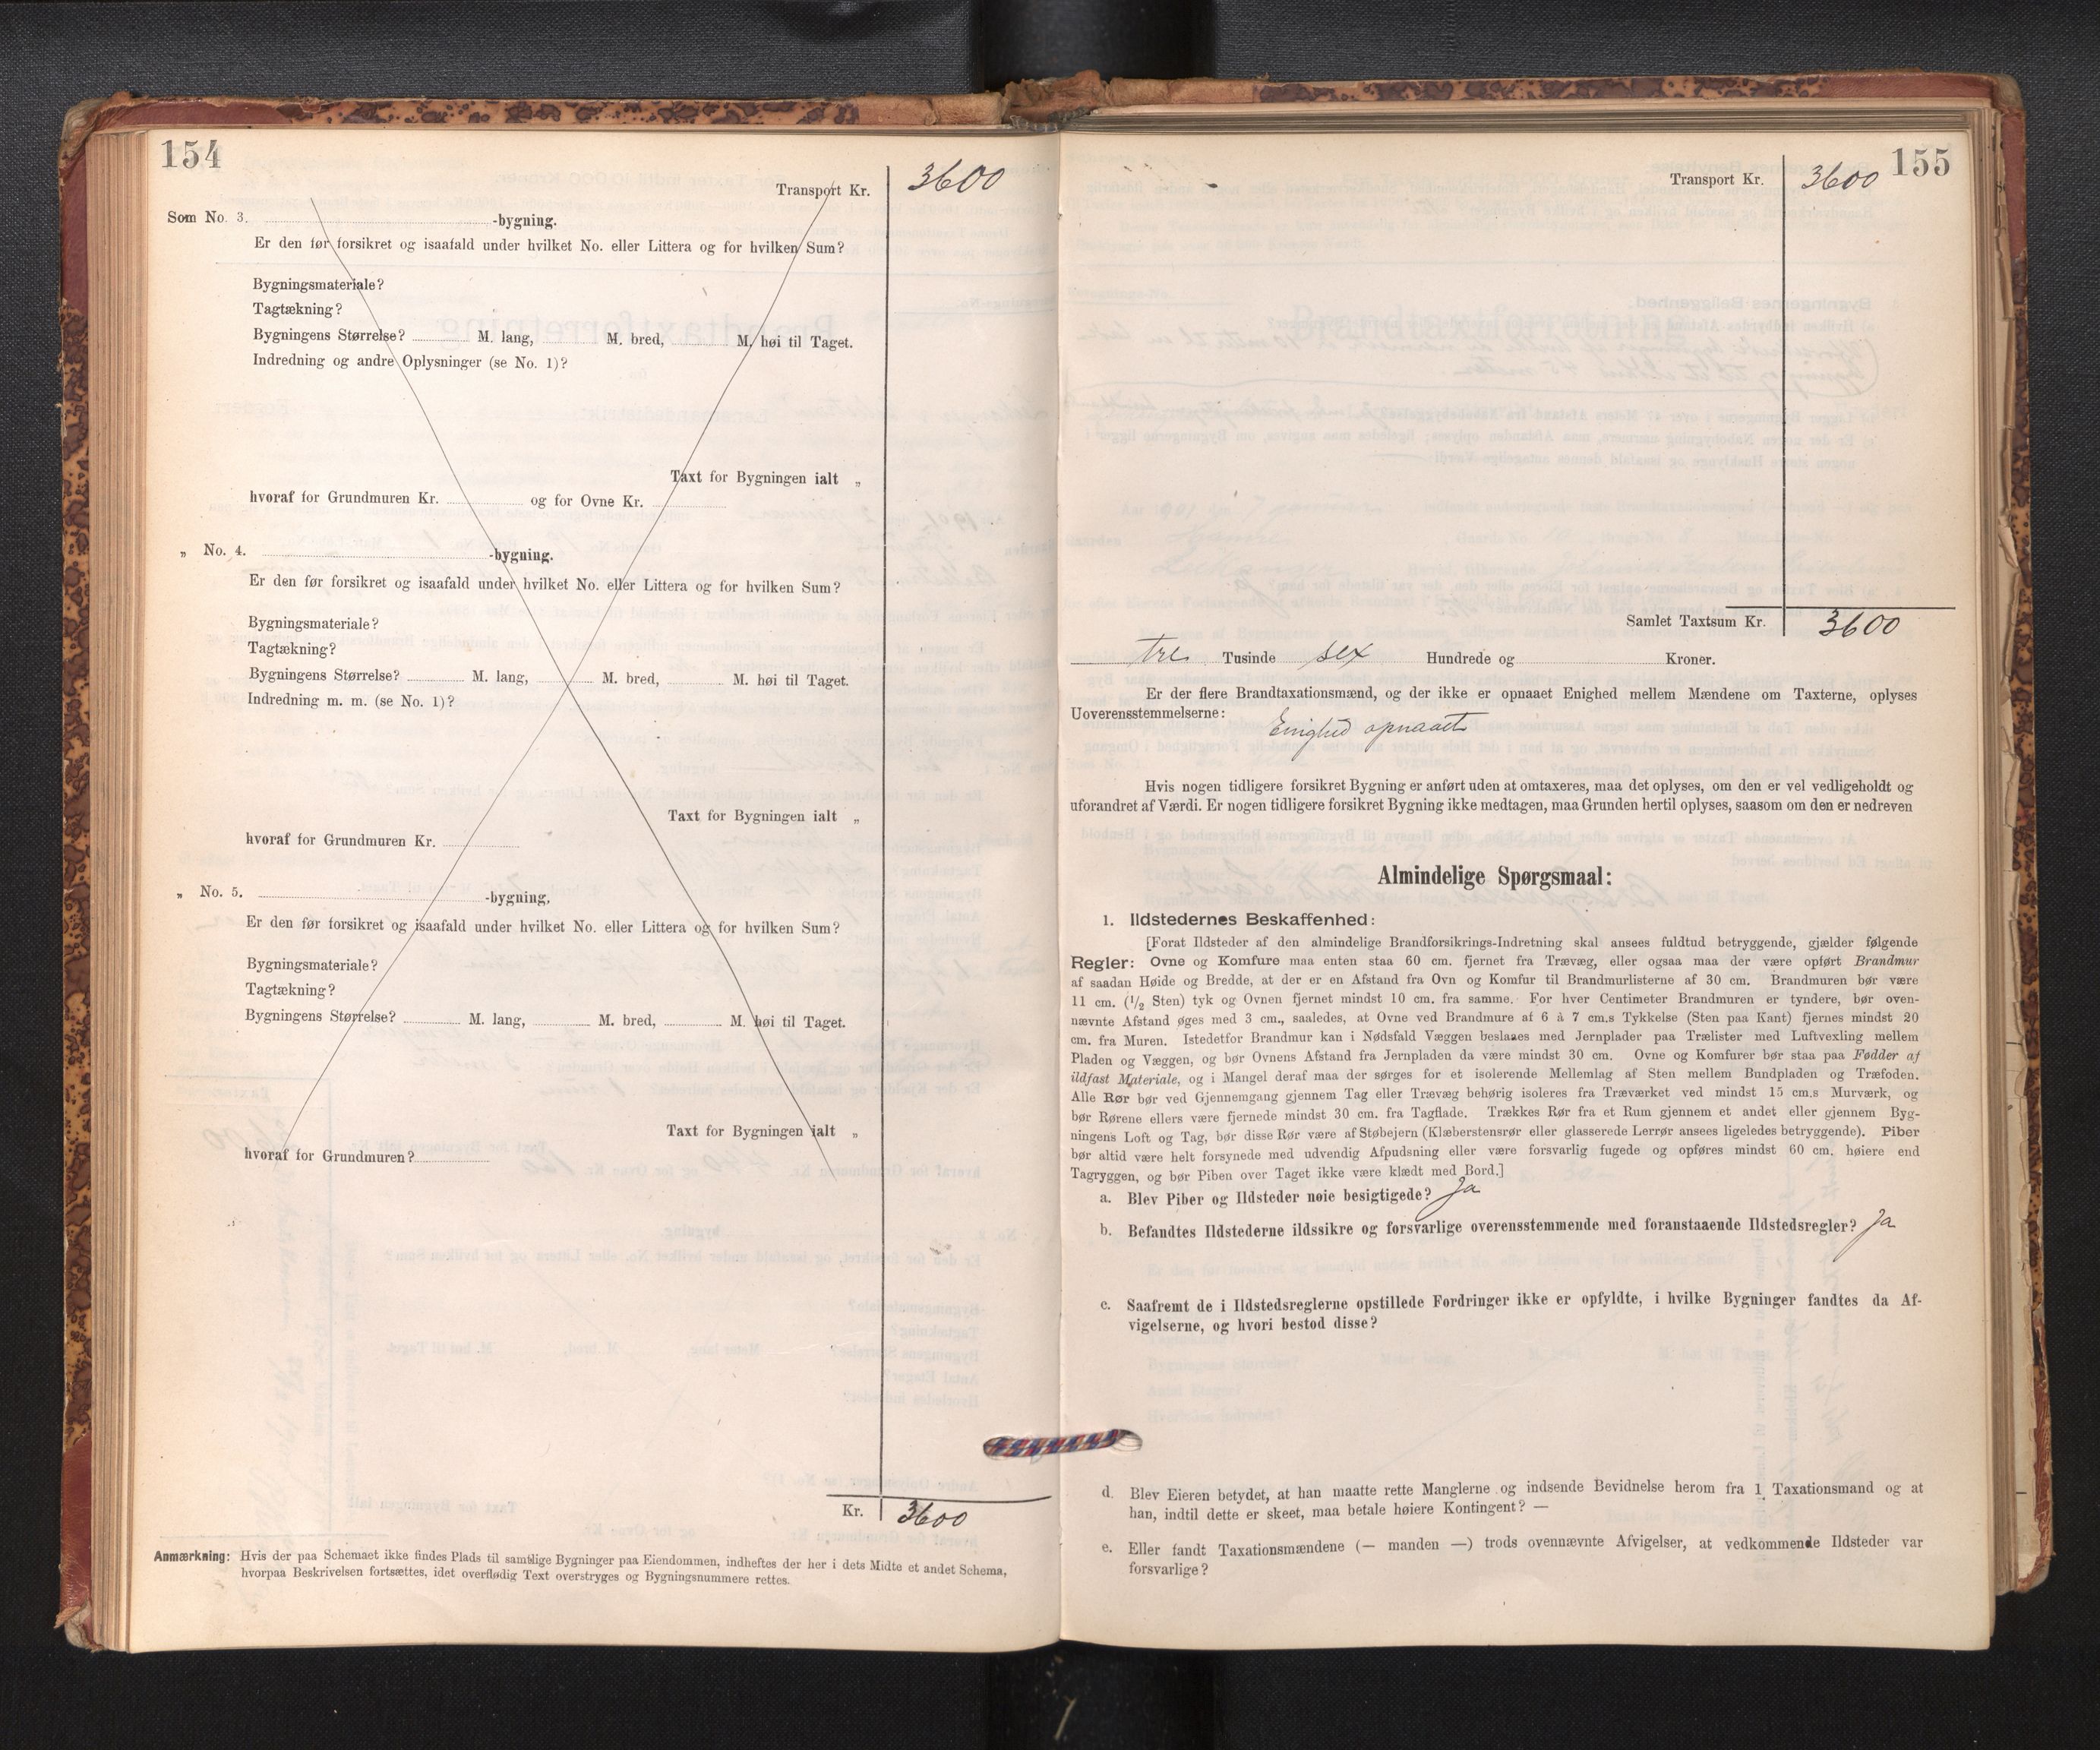 154
Transport Kr. 3600
Som No. 3. -bygning.
Er den før forsikret og isaafald under hvilket No. eller Littera og for hvilken Sum?
Bygningsmateriale?
Tagtækning?
Bygningens Størrelse? M. lang, M. bred, M. høi til Taget.
Indredning og andre Oplysninger (se No. 1)?
Taxt for Bygningen ialt „
hvoraf for Grundmuren Kr. og for Ovne Kr.
„ No. 4. -bygning.
Er den før forsikret og isaafald under hvilket No. eller Littera og for hvilken Sum?
Bygningsmateriale?
Tagtækning?
Bygningens Størrelse? M. lang, M. bred, M. høi til Taget.
Indredning m. m. (se No. 1)?
Taxt for Bygningen ialt „
hvoraf for Grundmuren Kr.
„ No. 5. -bygning,
Er den før forsikret og isaafald under hvilket No. eller Littera og for hvilken Sum?
Bygningsmateriale?
Tagtækning?
Bygningens Størrelse? M. lang, M. bred, M. høi til Taget.
Taxt for Bygningen ialt „
hvoraf for Grundmuren?
Kr. 3600
Anmærkning: Hvis der paa Schemaet ikke findes Plads til samtlige Bygninger paa Eiendommen, indheftes der her i dets Midte et andet Schema,
hvorpaa Beskrivelsen fortsættes, idet overflødig Text overstryges og Bygningsnummere rettes.
155
Transport Kr. 3600
Samlet Taxtsum Kr. 3600
tre Tusinde sex Hundrede og Kroner.
Er der flere Brandtaxationsmænd, og der ikke er opnaaet Enighed mellem Mændene om Taxterne, oplyses
Uoverensstemmelserne: Enighed opnaaet
Hvis nogen tidligere forsikret Bygning er anført uden at omtaxeres, maa det oplyses, om den er vel vedligeholdt og
uforandret af Værdi. Er nogen tidligere forsikret Bygning ikke medtagen, maa Grunden hertil oplyses, saasom om den er nedreven
Almindelige Spørgsmaal:
1. Ildstedernes Beskaffenhed:
[Forat Ildsteder af den almindelige Brandforsikrings-Indretning skal ansees fuldtud betryggende, gjælder følgende
Regler: Ovne og Komfure maa enten staa 60 cm. fjernet fra Trævæg, eller ogsaa maa der være opført Brandmur
af saadan Høide og Bredde, at der er en Afstand fra Ovn og Komfur til Brandmurlisterne af 30 cm. Brandmuren bør være
11 cm. (1/2 Sten) tyk og Ovnen fjernet mindst 10 cm. fra samme. For hver Centimeter Brandmuren er tyndere, bør oven-
nævnte Afstand øges med 3 cm., saaledes, at Ovne ved Brandmure af 6 à 7 cm.s Tykkelse (Sten paa Kant) fjernes mindst 20
cm. fra Muren. Istedetfor Brandmur kan i Nødsfald Væggen beslaaes med Jernplader paa Trælister med Luftvexling mellem
Pladen og Væggen, og bør Ovnens Afstand fra Jernpladen da være mindst 30 cm. Ovne og Komfurer bør staa paa Fødder af
ildfast Materiale, og i Mangel deraf maa der sørges for et isolerende Mellemlag af Sten mellem Bundpladen og Træfoden.
Alle Rør bør ved Gjennemgang gjennem Tag eller Trævæg behørig isoleres fra Træværket ved mindst 15 cm.s Murværk, og
bør Rørene ellers være fjernede mindst 30 cm. fra Tagflade. Trækkes Rør fra et Rum gjennem et andet eller gjennem Byg-
ningens Loft og Tag, bør disse Rør være af Støbejern (Klæberstensrør eller glasserede Lerrør ansees ligeledes betryggende). Piber
bør altid være helt forsynede med udvendig Afpudsning eller være forsvarlig fugede og opføres mindst 60 cm. høiere end
Tagryggen, og bør Piben over Taget ikke være klædt med Bord.]
a. Blev Piber og Ildsteder nøie besigtigede? Ja
b. Befandtes Ildstederne ildssikre og forsvarlige overensstemmende med foranstaaende Ildstedsregler? Ja
c. Saafremt de i Ildstedsreglerne opstillede Fordringer ikke er opfyldte, i hvilke Bygninger fandtes da Af-
vigelserne, og hvori bestod disse?
d. Blev Eieren betydet, at han maatte rette Manglerne og indsende Bevidnelse herom fra 1 Taxationsmand og at
han, indtil dette er skeet, maa betale høiere Kontingent? —
e. Eller fandt Taxationsmændene (— manden —) trods ovennævnte Afvigelser, at vedkommende Ildsteder var
forsvarlige?